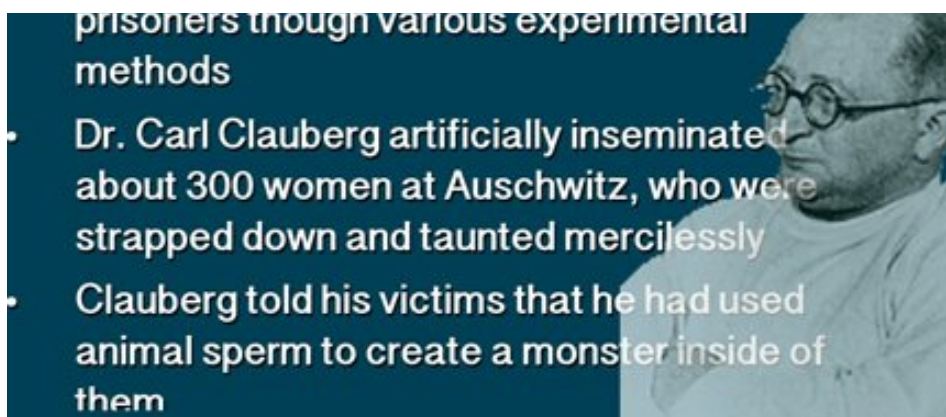 prisoners though various experimental
methods
• Dr. Carl Clauberg artificially inseminated
about 300 women at Auschwitz, who were
strapped down and taunted mercilessly
• Clauberg told his victims that he had used
animal sperm to create a monster inside of
them